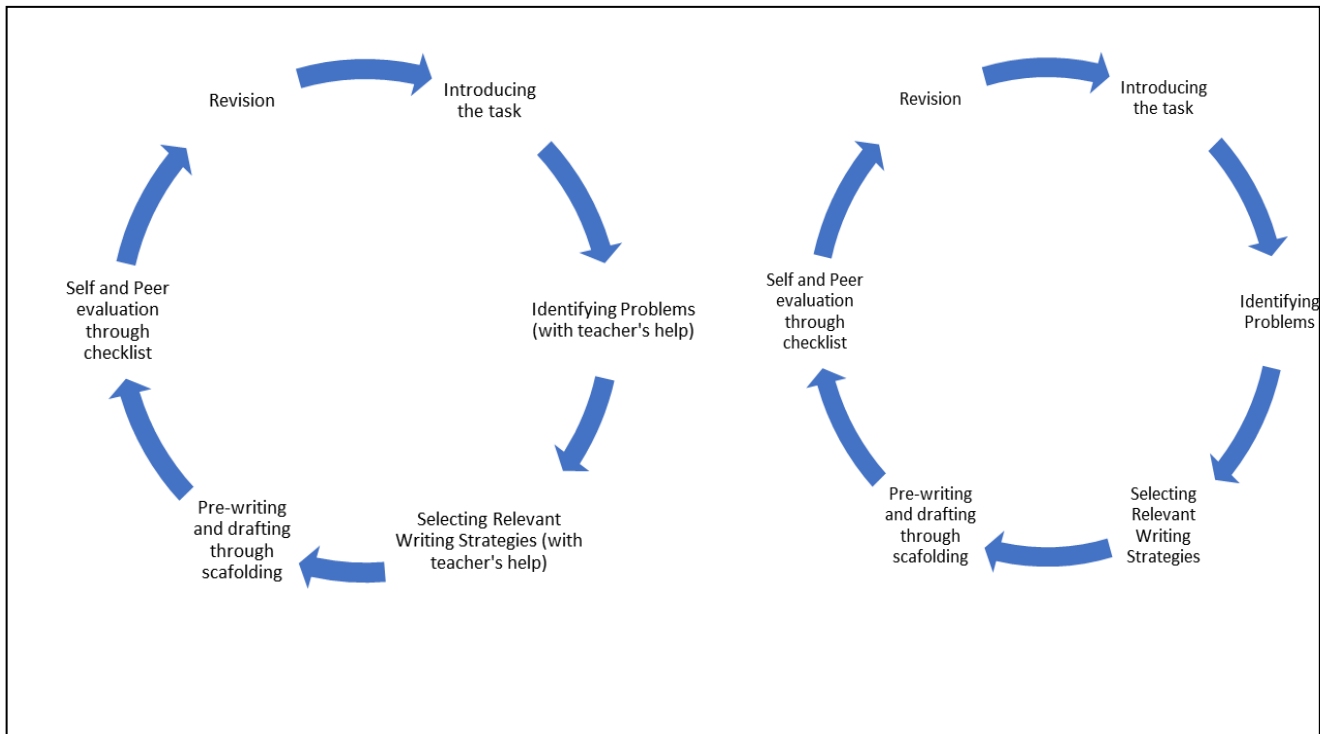 Revision
Introducing
the task
Identifying Problems
(with teacher's help)
Selecting Relevant
Writing Strategies (with
teacher's help)
Pre-writing
and drafting
through
scafolding
Self and Peer
evaluation
through
checklist
Revision
Introducing
the task
Identifying
Problems
Selecting
Relevant
Writing
Strategies
Pre-writing
and drafting
through
scafolding
Self and Peer
evaluation
through
checklist